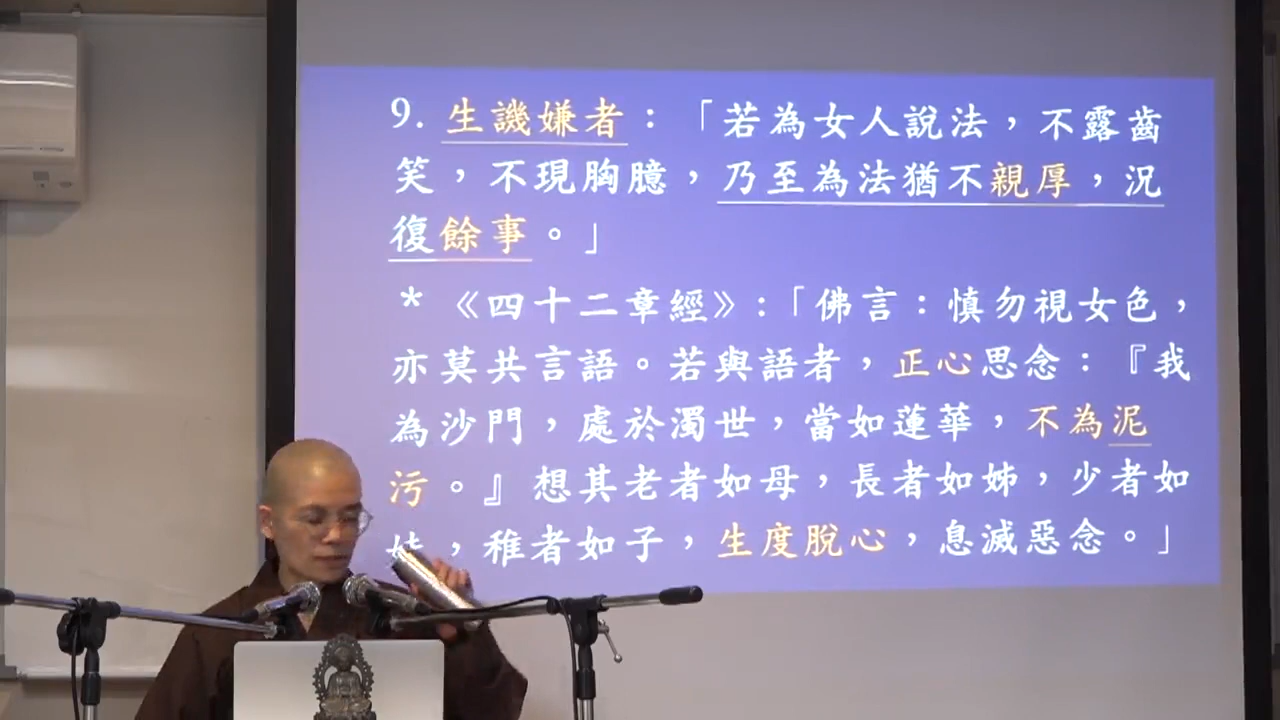 9. 生譏嫌者：「若為女人說法，不露齒
笑，不現胸臆，乃至為法猶不親厚，況
復餘事。」
*《四十二章經》:「佛言：慎勿視女色，
亦莫共言語。若與語者，正心思念：『我
為沙門，處於濁世，當如蓮華，不為泥
污。』想其老者如母，長者如姊，少者如
妹，稚者如子，生度脫心，息滅惡念。」